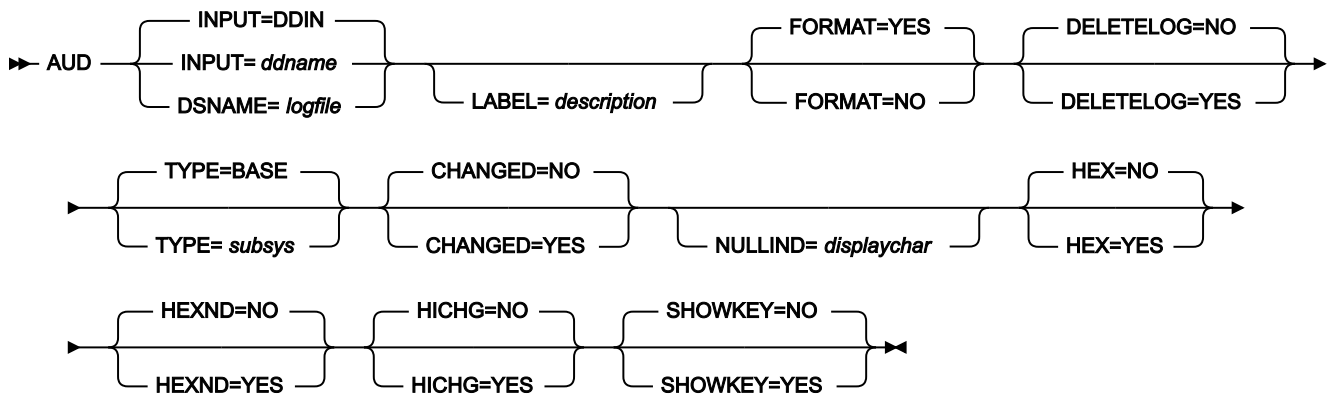 INPUT=DDIN FORMAT=YES DELETELOG=NO
AUD INPUT= ddname
DSNAME= logfile LABEL= description FORMAT=NO DELETELOG=YES
TYPE=BASE CHANGED=NO HEX=NO
TYPE= subsys CHANGED=YES NULLIND= displaychar HEX=YES
HEXND=NO HICHG=NO SHOWKEY=NO
HEXND=YES HICHG=YES SHOWKEY=YES